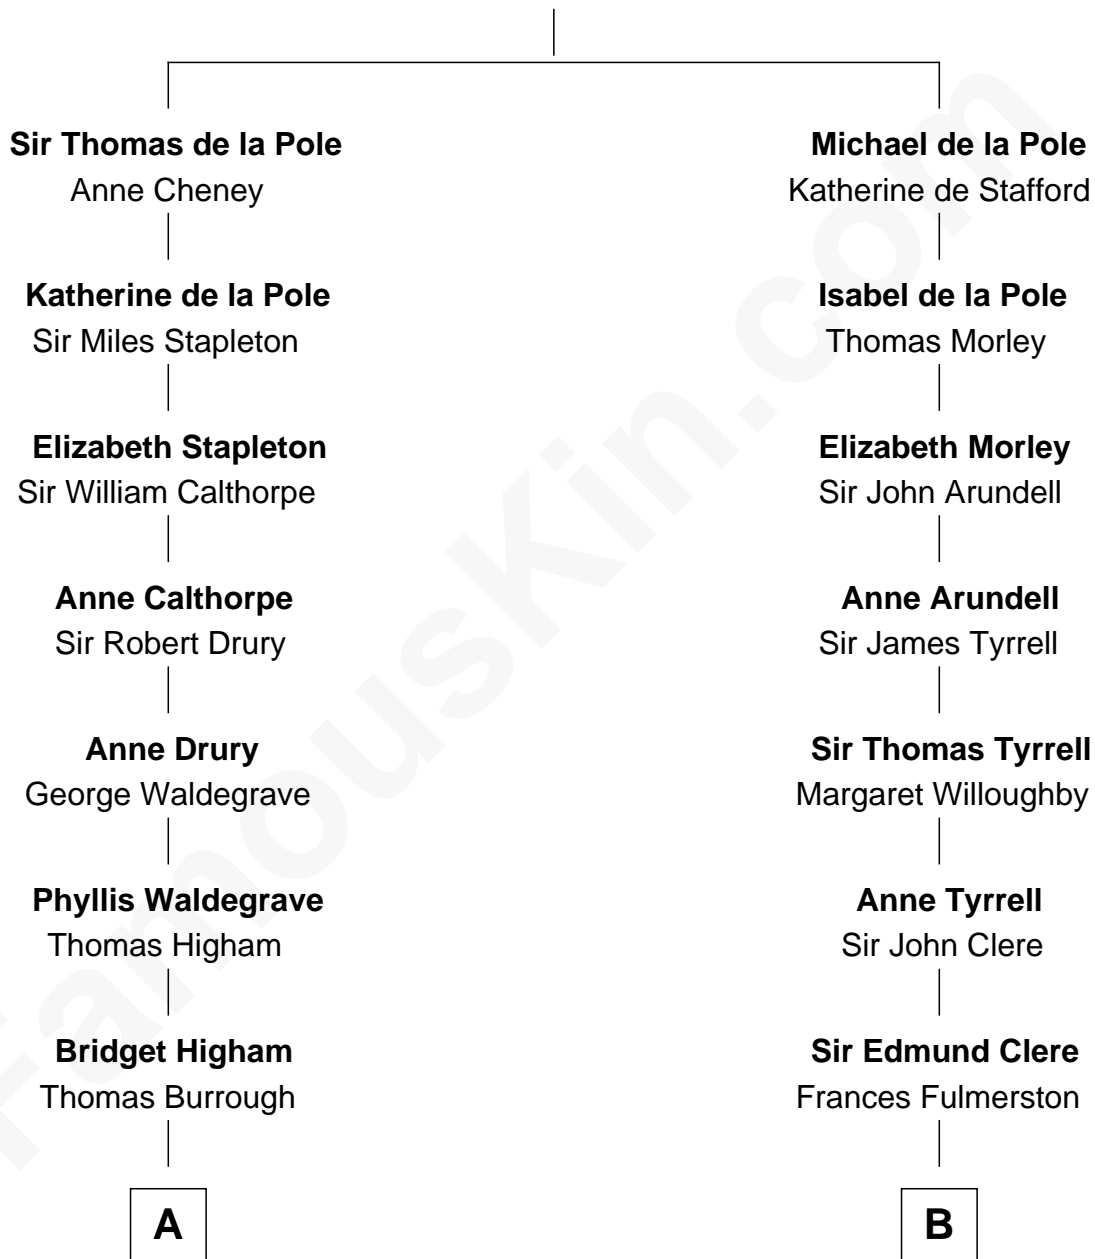 Sir Thomas de la Pole
Anne Cheney
Katherine de la Pole
Sir Miles Stapleton
Elizabeth Stapleton
Sir William Calthorpe
Anne Calthorpe
Sir Robert Drury
Anne Drury
George Waldegrave
Phyllis Waldegrave
Thomas Higham
Bridget Higham
Thomas Burrough
A
Michael de la Pole
Katherine de Stafford
Isabel de la Pole
Thomas Morley
Elizabeth Morley
Sir John Arundell
Anne Arundell
Sir James Tyrrell
Sir Thomas Tyrrell
Margaret Willoughby
Anne Tyrrell
Sir John Clere
Sir Edmund Clere
Frances Fulmerston
B
FamousKin.com